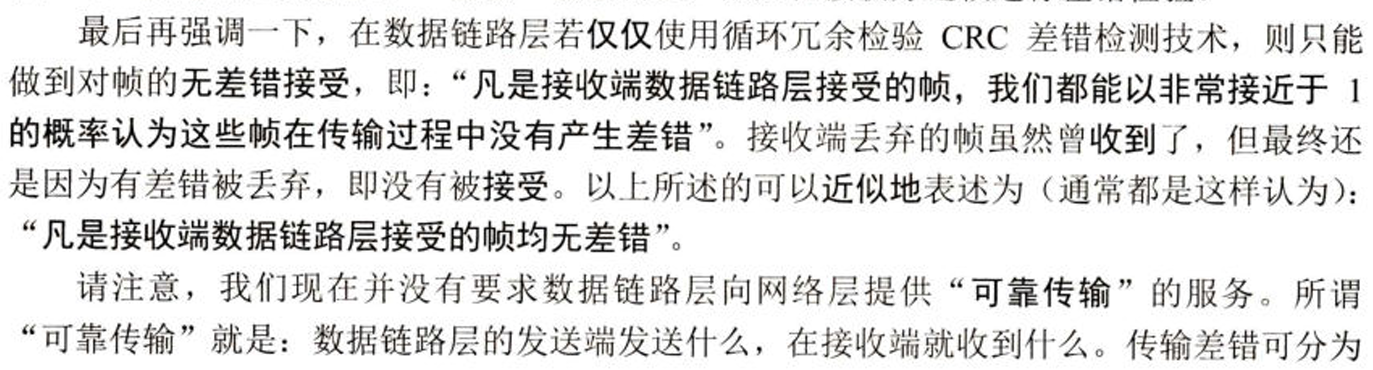 最后再强调一下，在数据链路层若仅仅使用循环冗余检验 CRC 差错检测技术，则只能
做到对帧的无差错接受，即：“凡是接收端数据链路层接受的帧，我们都能以非常接近于 1
的概率认为这些帧在传输过程中没有产生差错”。接收端丢弃的帧虽然曾收到了，但最终还
是因为有差错被丢弃，即没有被接受。以上所述的可以近似地表述为（通常都是这样认为）：
“凡是接收端数据链路层接受的帧均无差错”。
请注意，我们现在并没有要求数据链路层向网络层提供“可靠传输”的服务。所谓
“可靠传输”就是：数据链路层的发送端发送什么，在接收端就收到什么。传输差错可分为